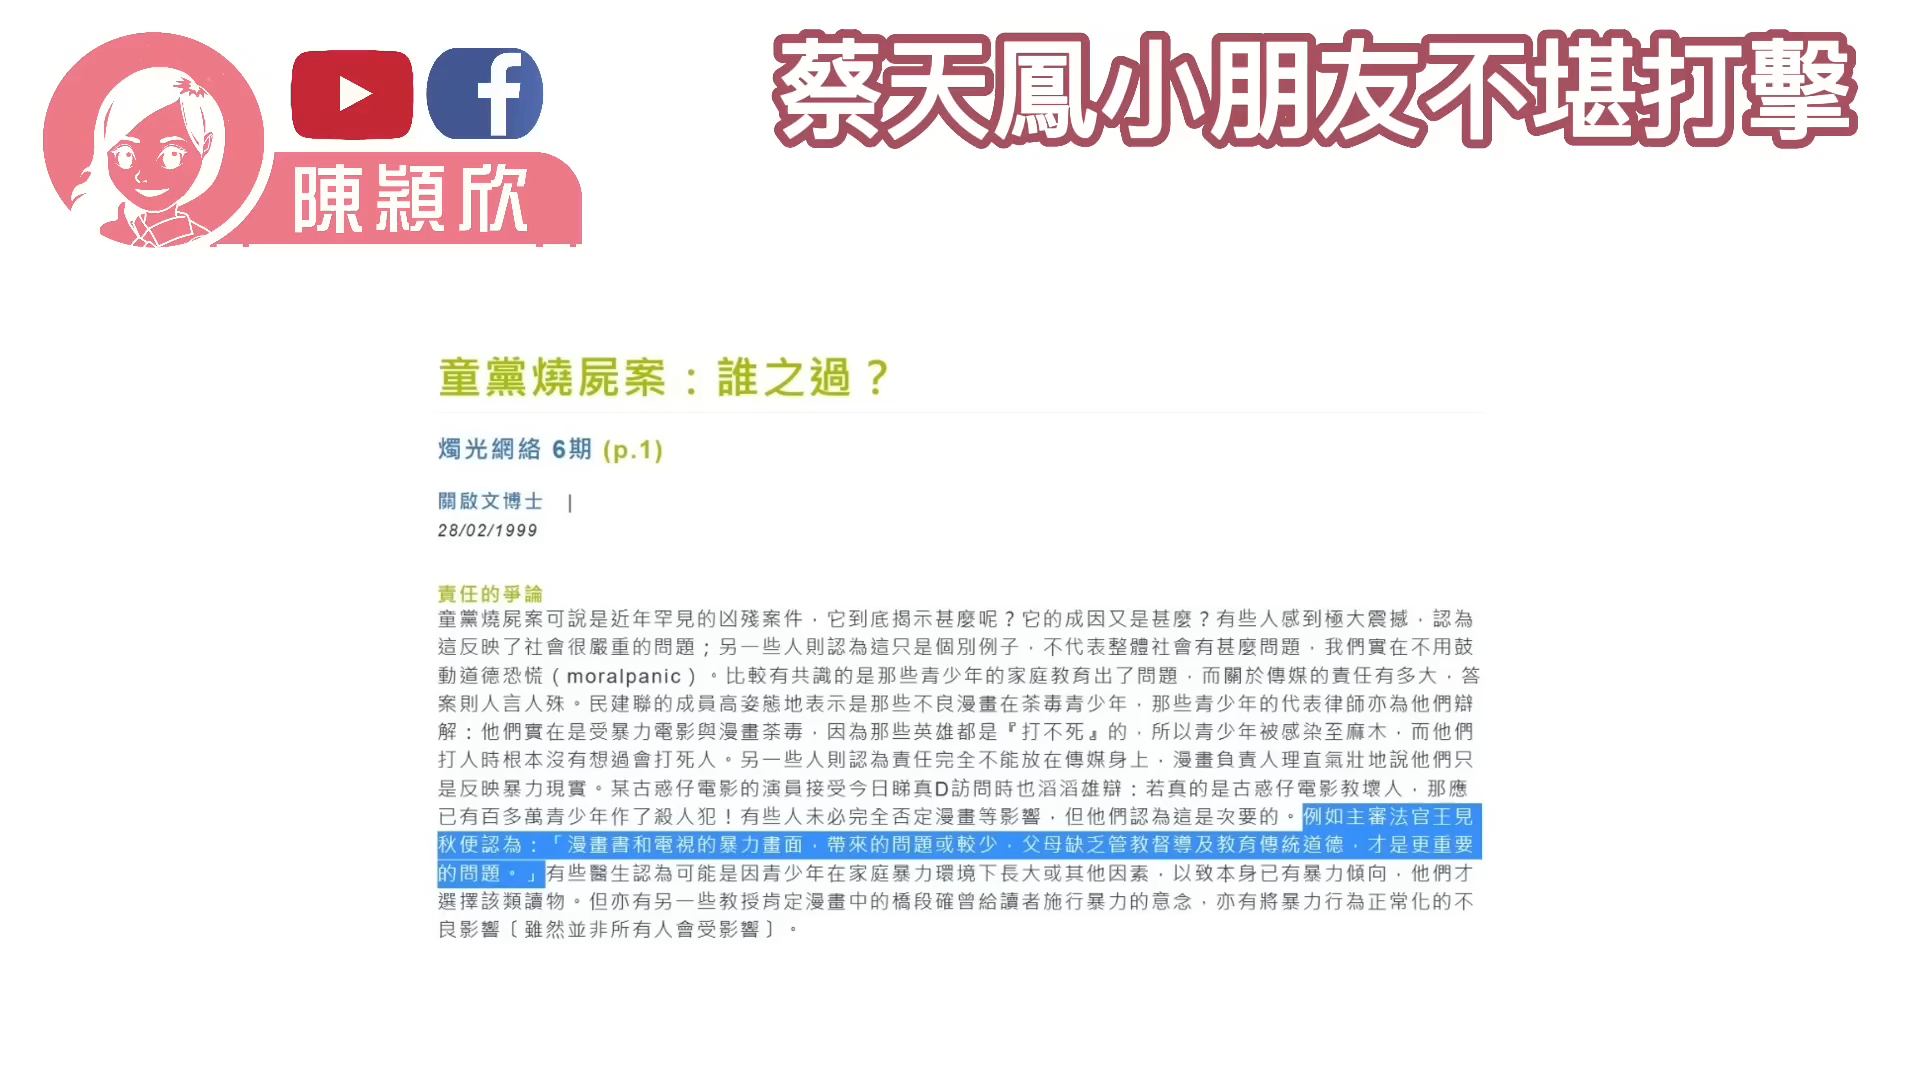 蔡天鳳小朋友不堪打擊
陳穎欣
童黨燒屍案：誰之過？
燭光網絡 6期 (p.1)
關啟文博士 |
28/02/1999
責任的爭論
童黨燒屍案可說是近年罕見的凶殘案件，它到底揭示甚麼呢？它的成因又是甚麼？有些人感到極大震撼，認為
這反映了社會很嚴重的問題；另一些人則認為這只是個別例子，不代表整體社會有甚麼問題，我們實在不用鼓
動道德恐慌（moralpanic）。比較有共識的是那些青少年的家庭教育出了問題，而關於傳媒的責任有多大，答
案則人言人殊。民建聯的成員高姿態地表示是那些不良漫畫在荼毒青少年，那些青少年的代表律師亦為他們辯
解：他們實在是受暴力電影與漫畫荼毒，因為那些英雄都是『打不死』的，所以青少年被感染至麻木，而他們
打人時根本沒有想過會打死人。另一些人則認為責任完全不能放在傳媒身上，漫畫負責人理直氣壯地說他們只
是反映暴力現實。某古惑仔電影的演員接受今日睇真D訪問時也滔滔雄辯：若真的是古惑仔電影教壞人，那應
已有百多萬青少年作了殺人犯！有些人未必完全否定漫畫等影響，但他們認為這是次要的。例如主審法官王見
秋便認為：「漫畫書和電視的暴力畫面，帶來的問題或較少，父母缺乏管教督導及教育傳統道德，才是更重要
的問題。」有些醫生認為可能是因青少年在家庭暴力環境下長大或其他因素，以致本身已有暴力傾向，他們才
選擇該類讀物。但亦有另一些教授肯定漫畫中的橋段確曾給讀者施行暴力的意念，亦有將暴力行為正常化的不
良影響〔雖然並非所有人會受影響〕。